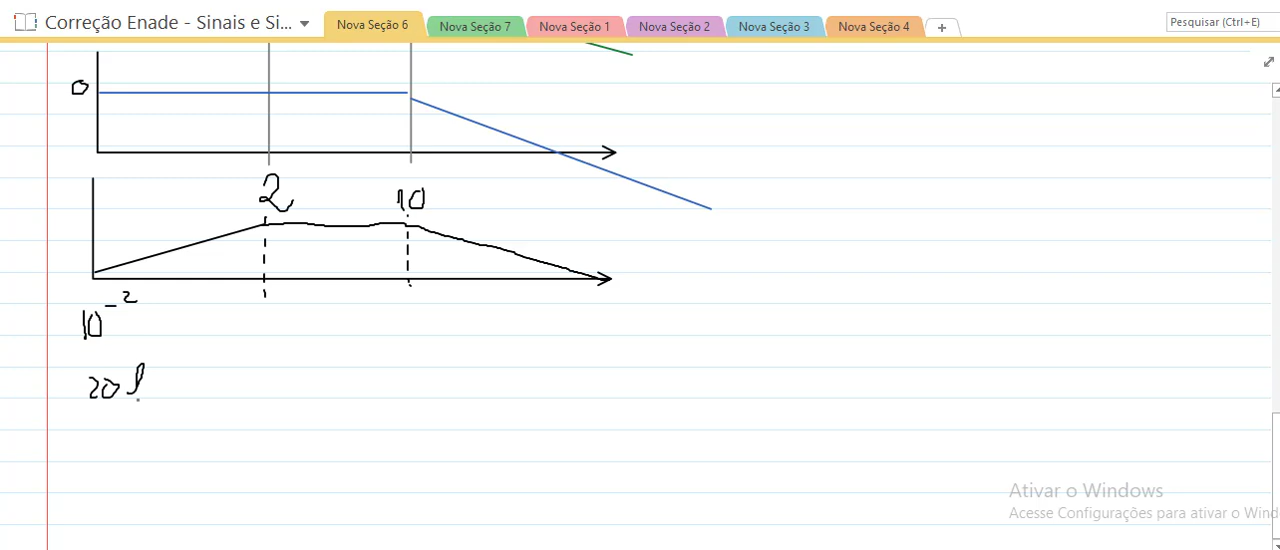 Correção Enade - Sinais e Si...
Nova Seção 6
Nova Seção 7
Nova Seção 1
Nova Seção 2
Nova Seção 3
Nova Seção 4
+
Pesquisar (Ctrl+E)
0
2
10
10⁻²
20 l
Ativar o Windows
Acesse Configurações para ativar o Wind